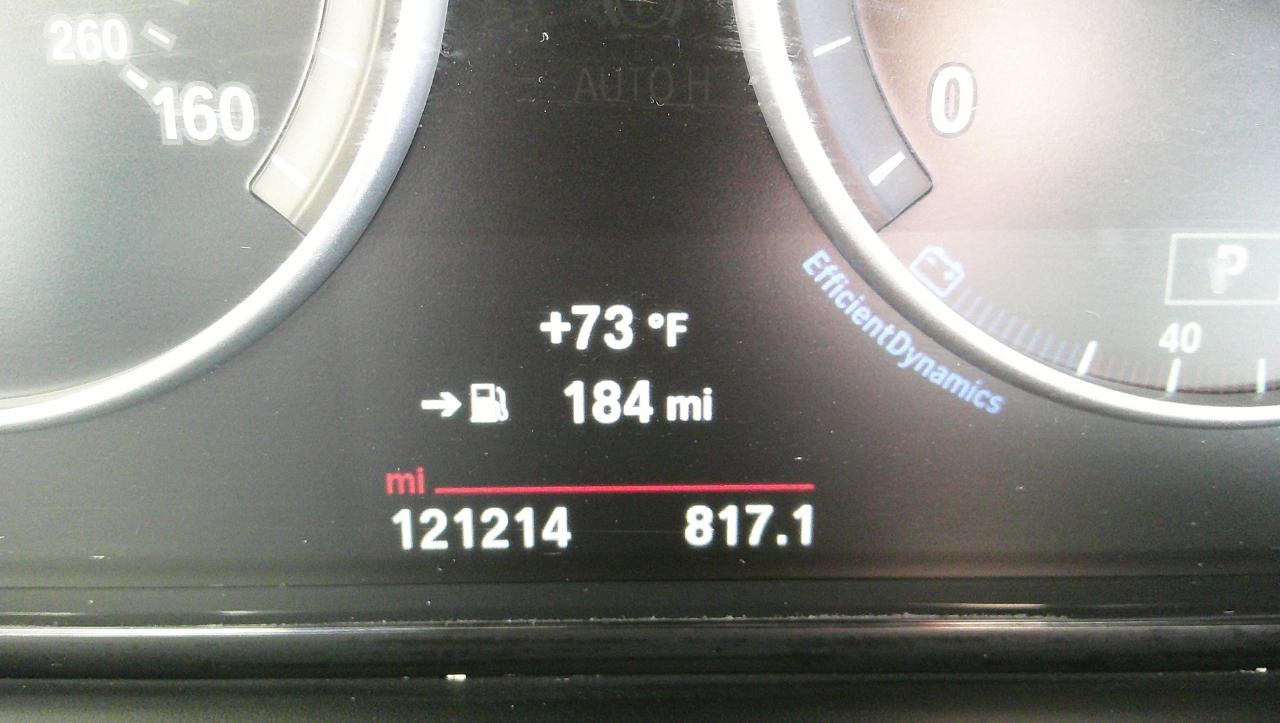 260
160
AUTO H
0
P
EfficientDynamics
40
+73 °F
184 mi
mi
121214 817.1